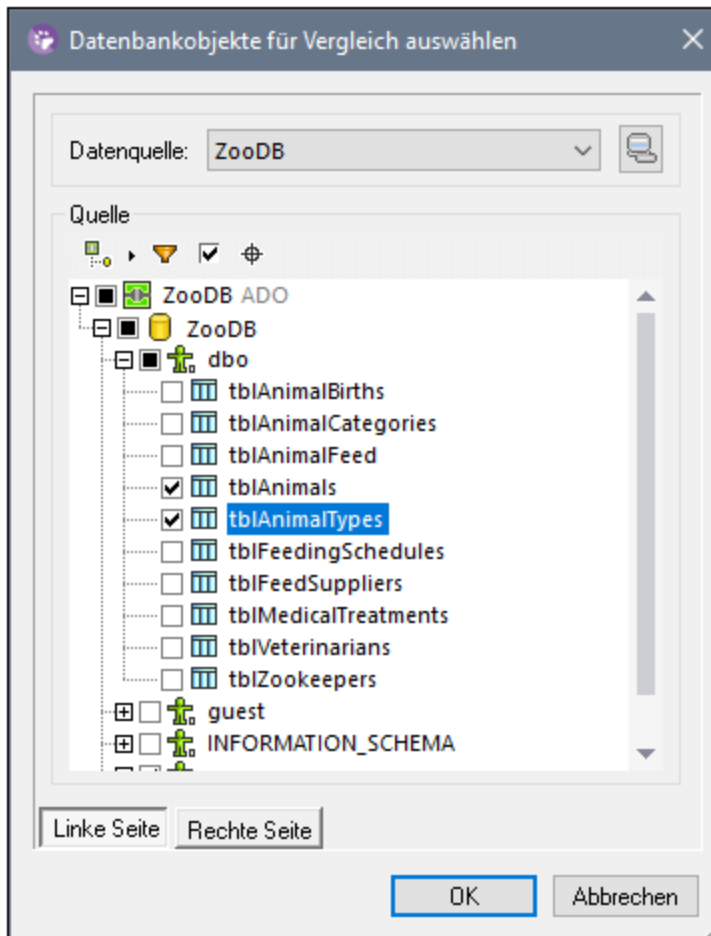 Datenbankobjekte für Vergleich auswählen
Datenquelle: ZooDB
Quelle
ZooDB ADO
ZooDB
dbo
tblAnimalBirths
tblAnimalCategories
tblAnimalFeed
tblAnimals
tblAnimalTypes
tblFeedingSchedules
tblFeedSuppliers
tblMedicalTreatments
tblVeterinarians
tblZookeepers
guest
INFORMATION_SCHEMA
Linke Seite Rechte Seite
OK Abbrechen